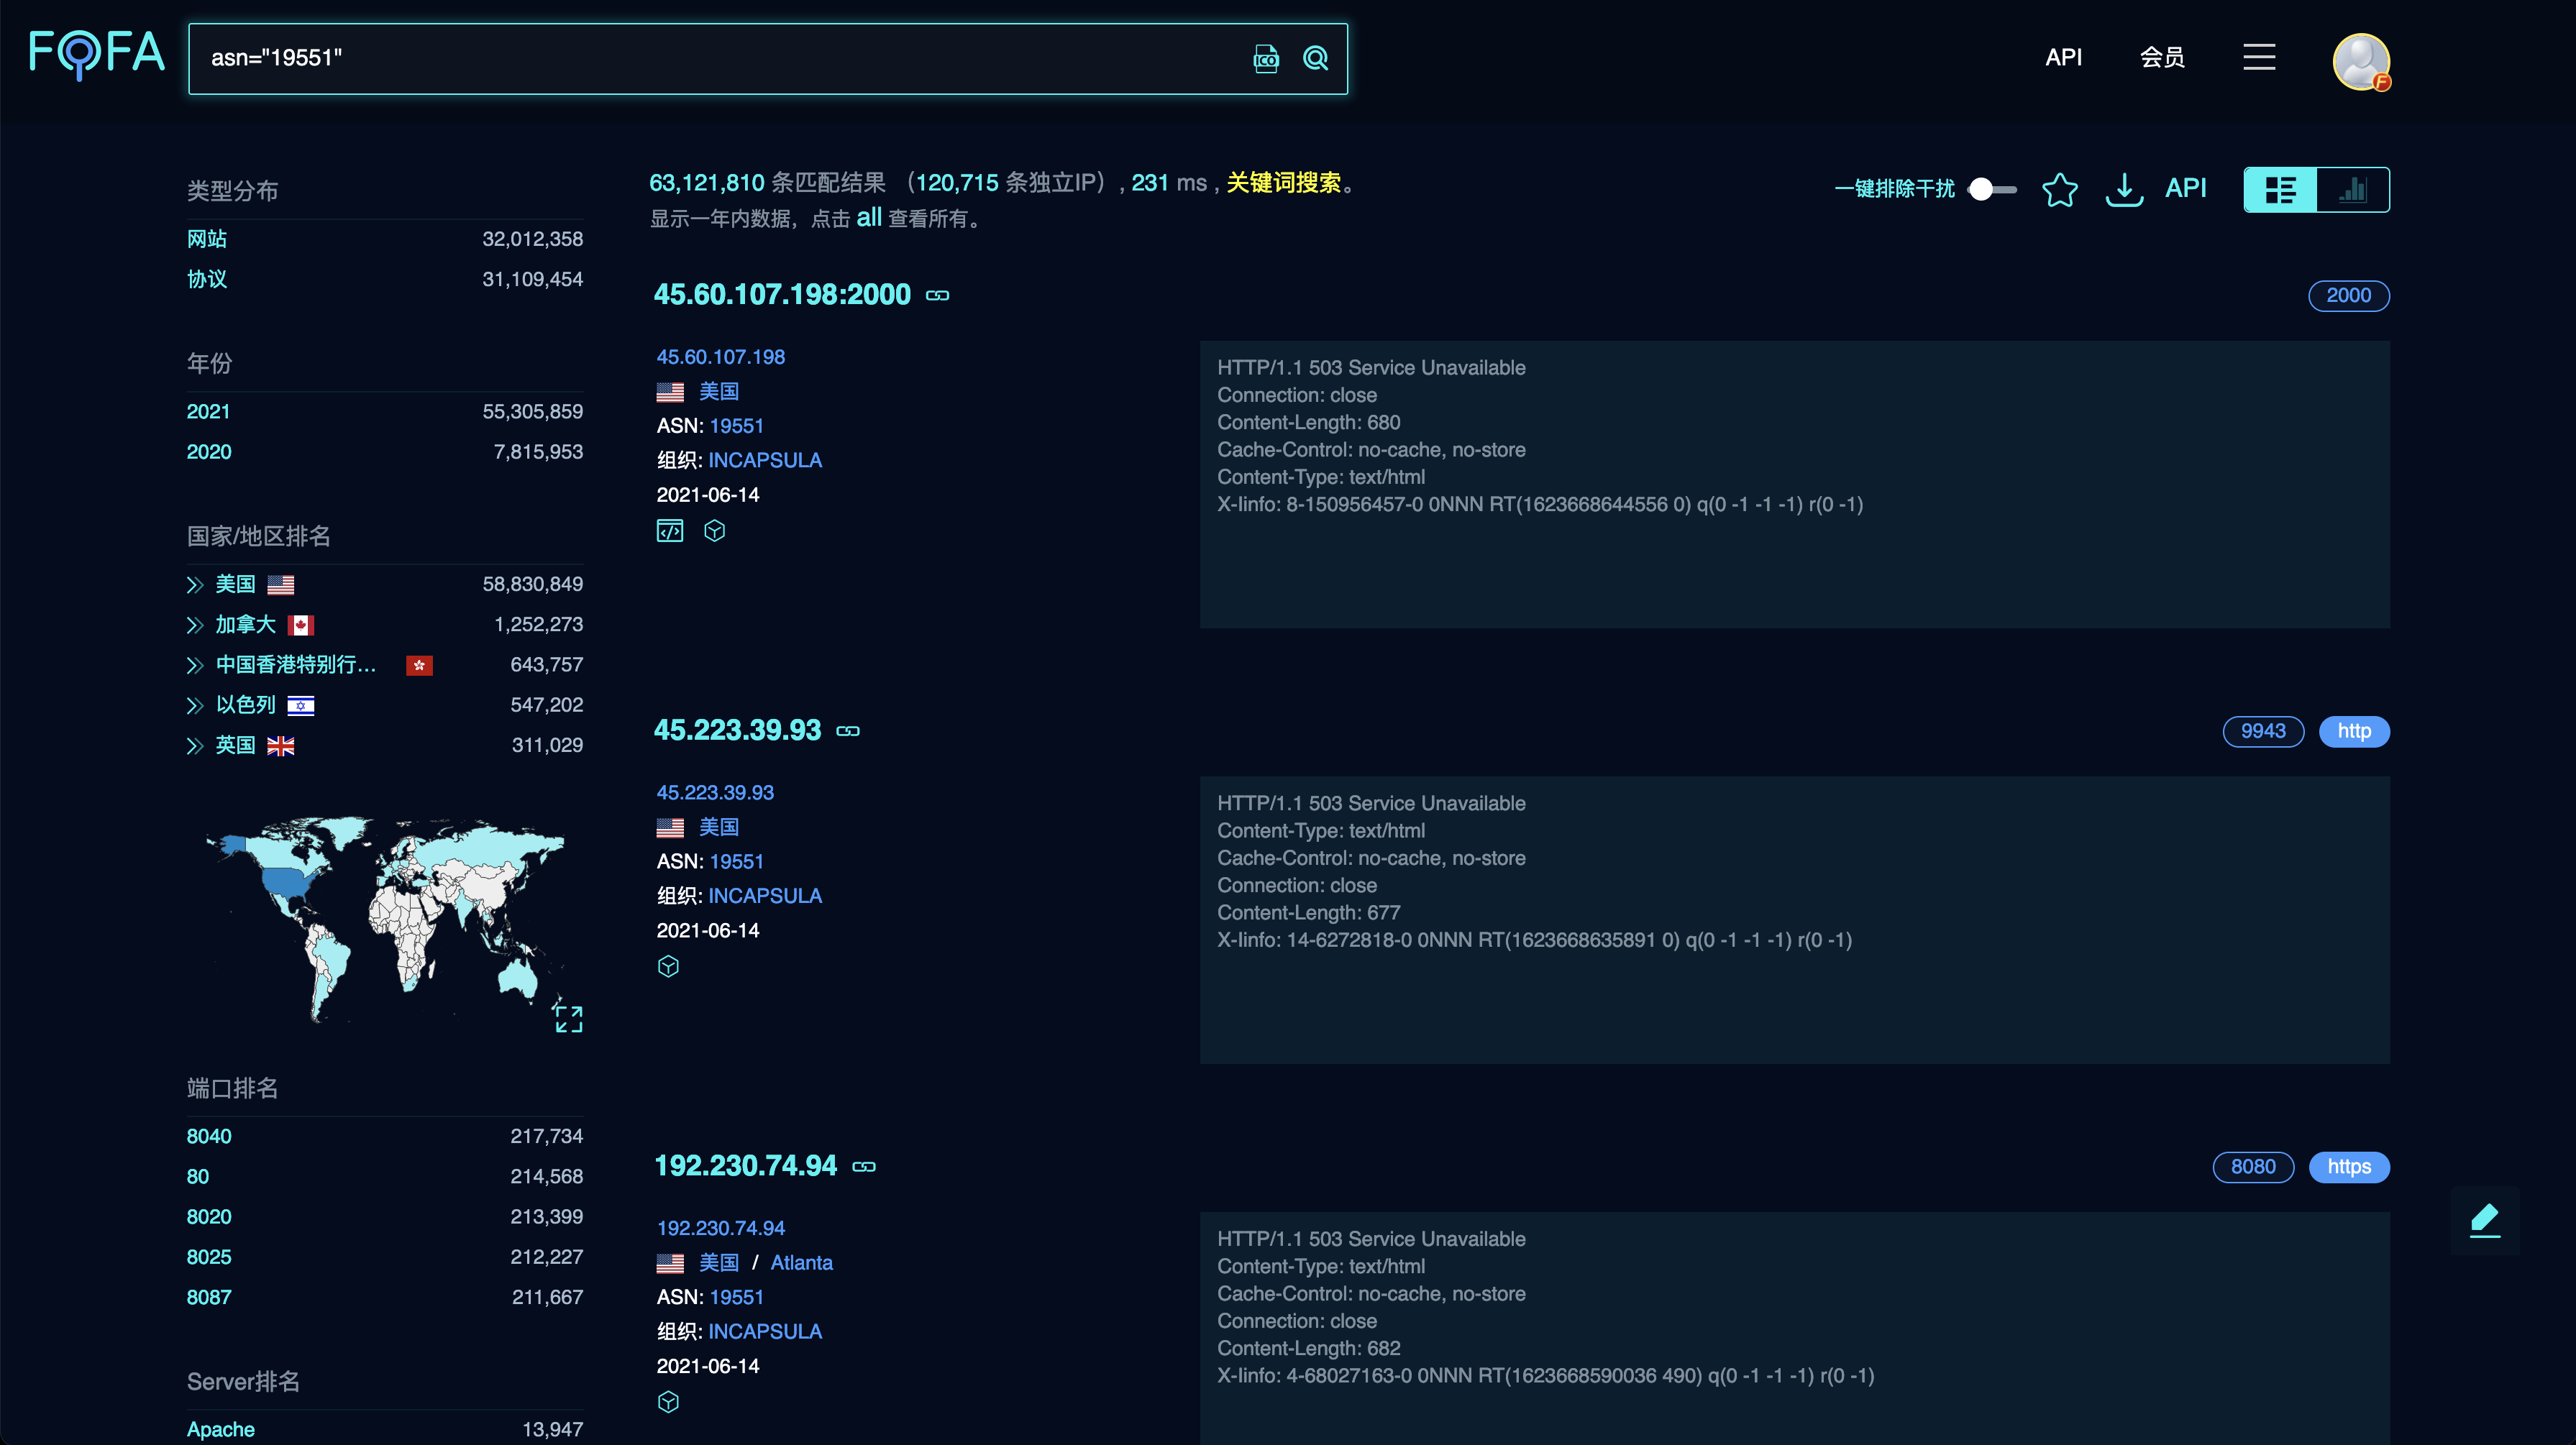 FOFA
asn="19551"
ICO
API
会员
F
类型分布
网站 32,012,358
协议 31,109,454
年份
2021 55,305,859
2020 7,815,953
国家/地区排名
美国 58,830,849
加拿大 1,252,273
中国香港特别行... 643,757
以色列 547,202
英国 311,029
端口排名
8040 217,734
80 214,568
8020 213,399
8025 212,227
8087 211,667
Server排名
Apache 13,947
63,121,810 条匹配结果 （120,715 条独立IP）, 231 ms , 关键词搜索。
显示一年内数据，点击 all 查看所有。
一键排除干扰
API
45.60.107.198:2000
2000
45.60.107.198
美国
ASN: 19551
组织: INCAPSULA
2021-06-14
HTTP/1.1 503 Service Unavailable
Connection: close
Content-Length: 680
Cache-Control: no-cache, no-store
Content-Type: text/html
X-Iinfo: 8-150956457-0 0NNN RT(1623668644556 0) q(0 -1 -1 -1) r(0 -1)
45.223.39.93
9943
http
45.223.39.93
美国
ASN: 19551
组织: INCAPSULA
2021-06-14
HTTP/1.1 503 Service Unavailable
Content-Type: text/html
Cache-Control: no-cache, no-store
Connection: close
Content-Length: 677
X-Iinfo: 14-6272818-0 0NNN RT(1623668635891 0) q(0 -1 -1 -1) r(0 -1)
192.230.74.94
8080
https
192.230.74.94
美国 / Atlanta
ASN: 19551
组织: INCAPSULA
2021-06-14
HTTP/1.1 503 Service Unavailable
Content-Type: text/html
Cache-Control: no-cache, no-store
Connection: close
Content-Length: 682
X-Iinfo: 4-68027163-0 0NNN RT(1623668590036 490) q(0 -1 -1 -1) r(0 -1)